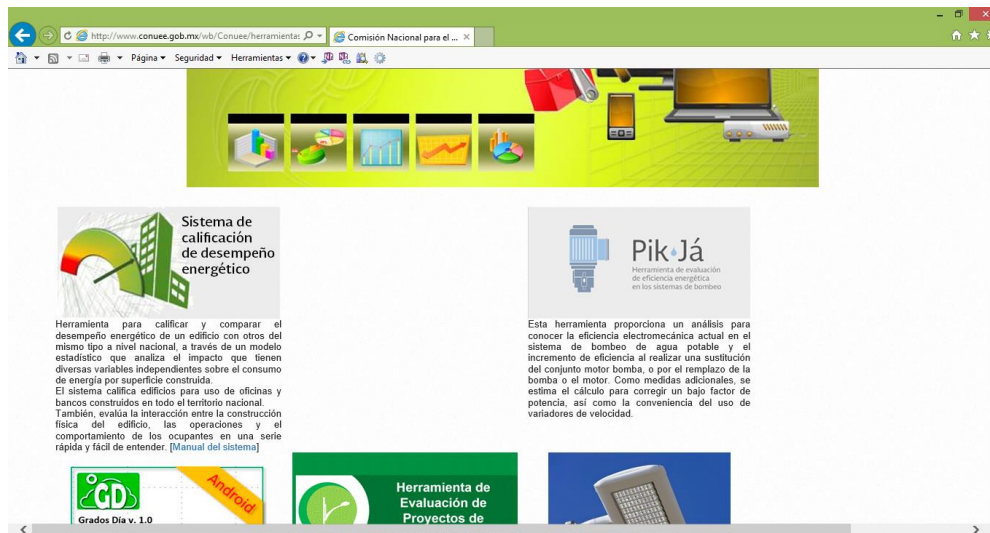 http://www.conuee.gob.mx/wb/Conuee/herramientas
Comisión Nacional para el ...
Página
Seguridad
Herramientas
Sistema de
calificación
de desempeño
energético
Herramienta para calificar y comparar el
desempeño energético de un edificio con otros del
mismo tipo a nivel nacional, a través de un modelo
estadístico que analiza el impacto que tienen
diversas variables independientes sobre el consumo
de energía por superficie construida.
El sistema califica edificios para uso de oficinas y
bancos construidos en todo el territorio nacional.
También, evalúa la interacción entre la construcción
física del edificio, las operaciones y el
comportamiento de los ocupantes en una serie
rápida y fácil de entender. [Manual del sistema]
Pik Já
Herramienta de evaluación
de eficiencia energética
en los sistemas de bombeo
Esta herramienta proporciona un análisis para
conocer la eficiencia electromecánica actual en el
sistema de bombeo de agua potable y el
incremento de eficiencia al realizar una sustitución
del conjunto motor bomba, o por el remplazo de la
bomba o el motor. Como medidas adicionales, se
estima el cálculo para corregir un bajo factor de
potencia, así como la conveniencia del uso de
variadores de velocidad.
GD
Android
Grados Día v. 1.0
Herramienta de
Evaluación de
Proyectos de